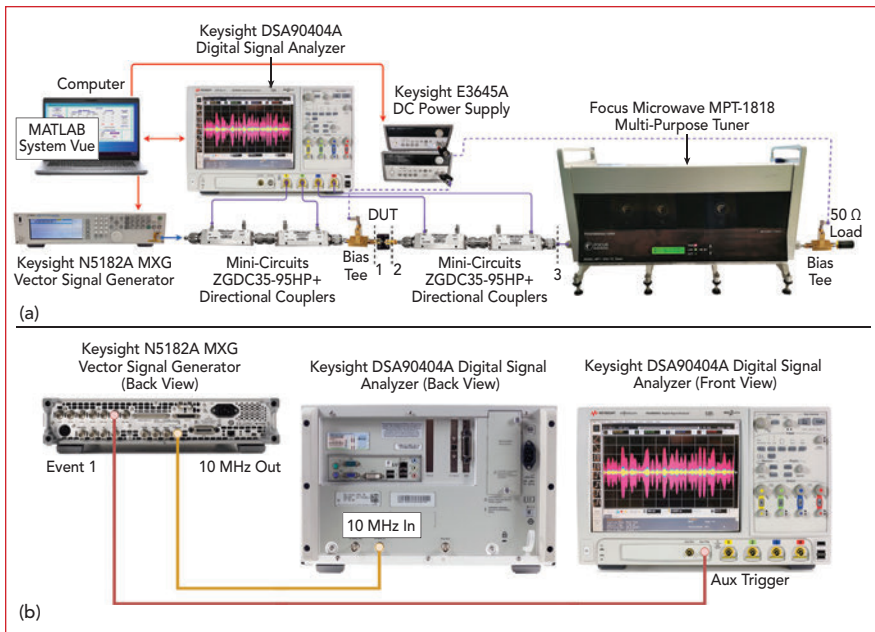 Keysight DSA90404A
Digital Signal Analyzer
Computer
Keysight E3645A
DC Power Supply
Focus Microwave MPT-1818
Multi-Purpose Tuner
MATLAB
System Vue
DUT
50 Ω
Load
Keysight N5182A MXG
Vector Signal Generator
Mini-Circuits
ZGDC35-95HP+
Directional Couplers
Bias
Tee
1
2
Mini-Circuits
ZGDC35-95HP+
Directional Couplers
3
Bias
Tee
(a)
Keysight N5182A MXG
Vector Signal Generator
(Back View)
Keysight DSA90404A Digital Signal
Analyzer (Back View)
Keysight DSA90404A Digital Signal
Analyzer (Front View)
Event 1
10 MHz Out
10 MHz In
Aux Trigger
(b)